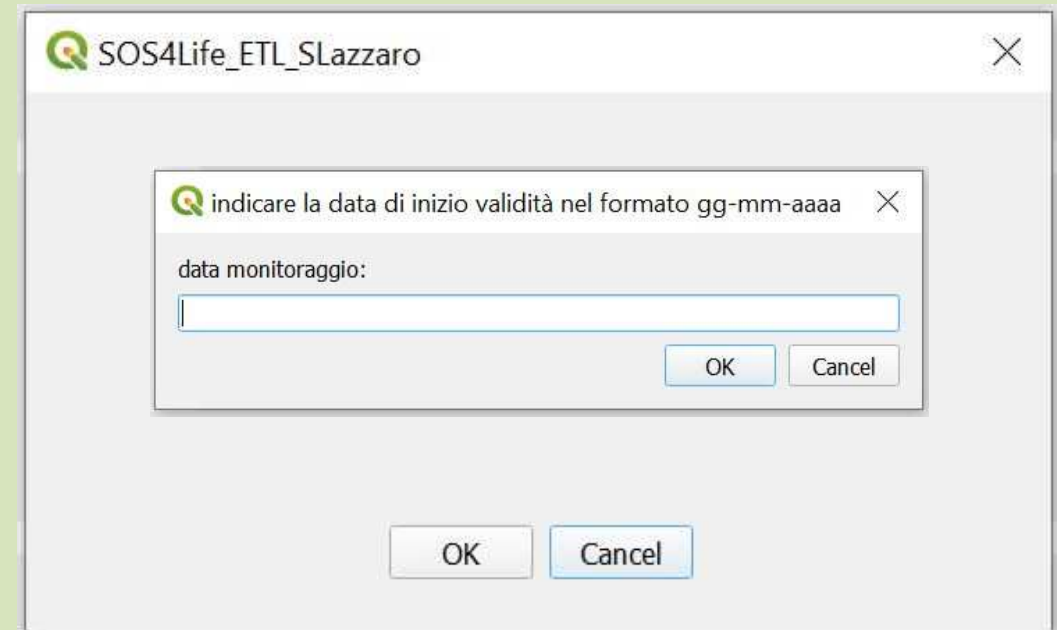 SOS4Life_ETL_SLazzaro
indicare la data di inizio validità nel formato gg-mm-aaaa
data monitoraggio:
OK Cancel
OK Cancel